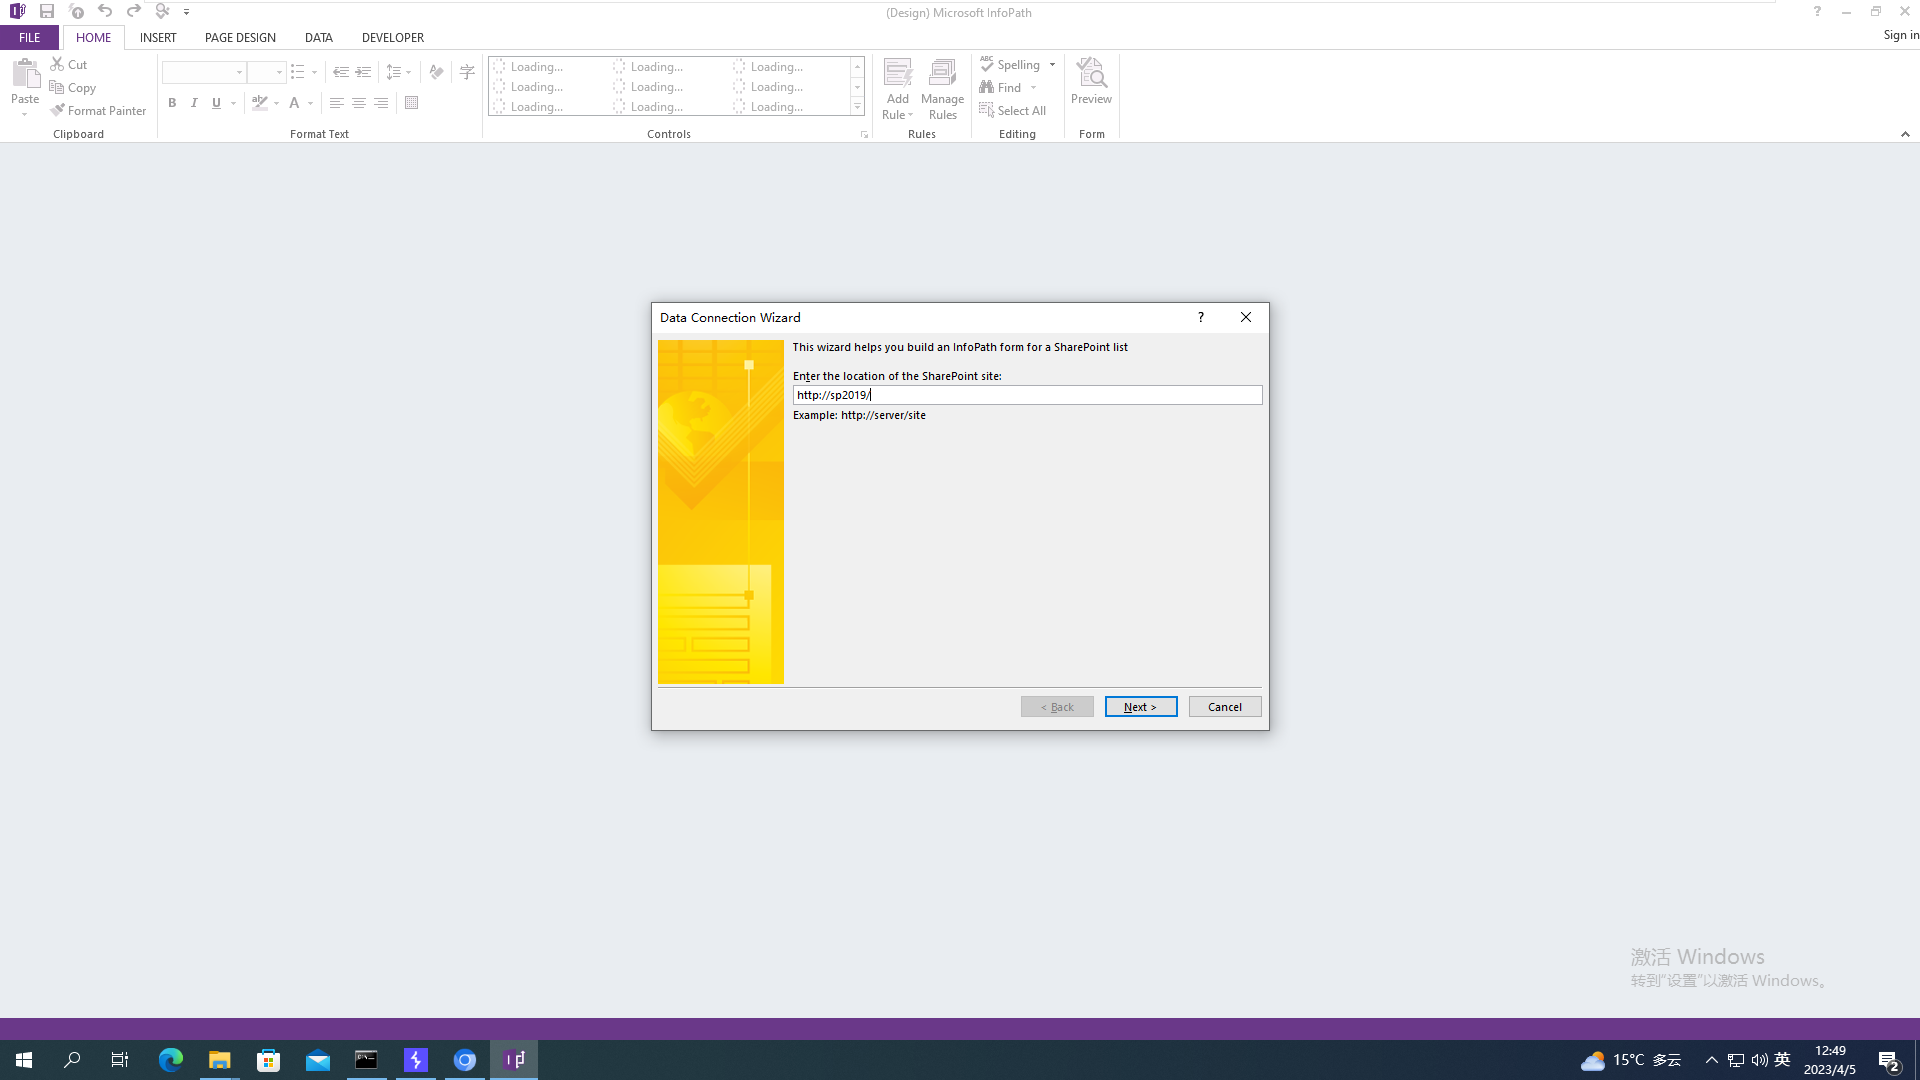 (Design) Microsoft InfoPath
Sign in
FILE HOME INSERT PAGE DESIGN DATA DEVELOPER
Paste
Cut
Copy
Format Painter
Clipboard
B I U
A
字
Format Text
Loading... Loading... Loading...
Loading... Loading... Loading...
Loading... Loading... Loading...
Controls
Add Rule
Manage Rules
Rules
ABC Spelling
Find
Select All
Editing
Preview
Form
Data Connection Wizard
This wizard helps you build an InfoPath form for a SharePoint list
Enter the location of the SharePoint site:
http://sp2019/
Example: http://server/site
< Back Next > Cancel
激活 Windows
转到“设置”以激活 Windows。
15°C 多云
英
12:49
2023/4/5
2